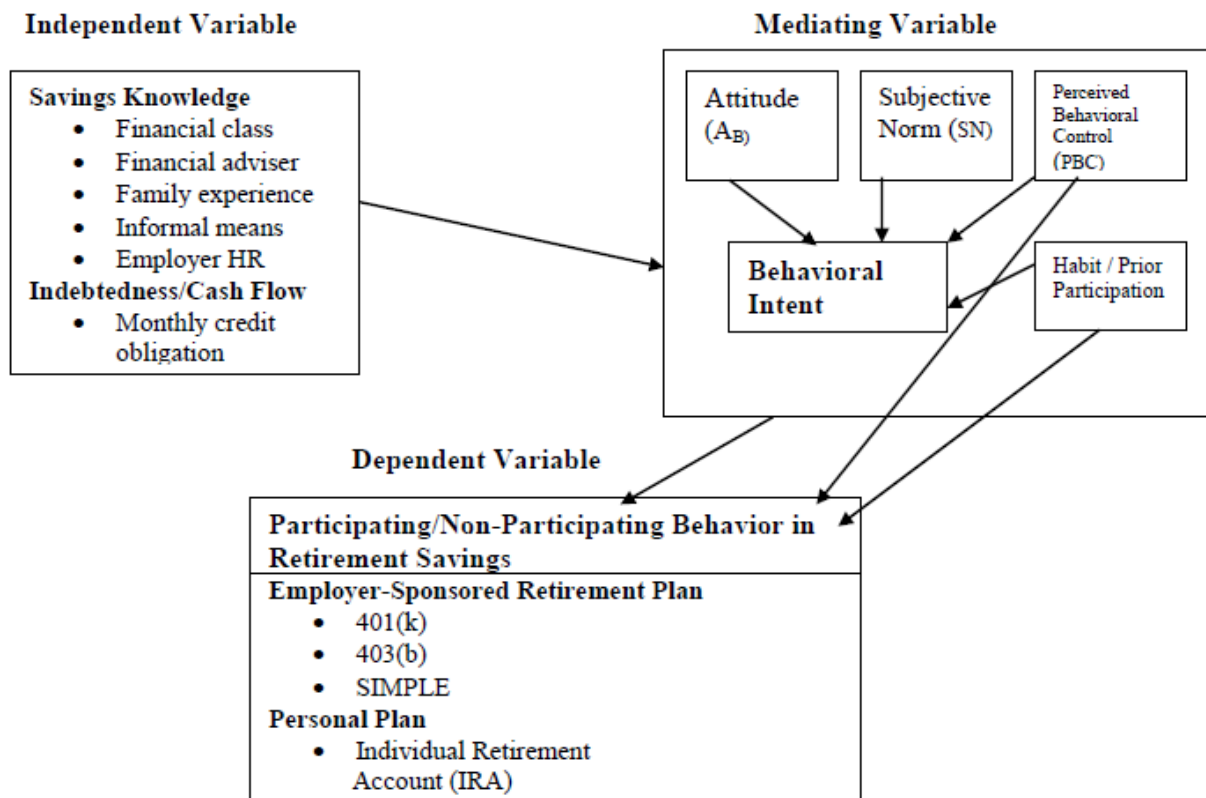 Independent Variable
Savings Knowledge
• Financial class
• Financial adviser
• Family experience
• Informal means
• Employer HR
Indebtedness/Cash Flow
• Monthly credit
obligation
Mediating Variable
Attitude
(AB)
Subjective
Norm (SN)
Perceived
Behavioral
Control
(PBC)
Behavioral
Intent
Habit / Prior
Participation
Dependent Variable
Participating/Non-Participating Behavior in
Retirement Savings
Employer-Sponsored Retirement Plan
• 401(k)
• 403(b)
• SIMPLE
Personal Plan
• Individual Retirement
Account (IRA)